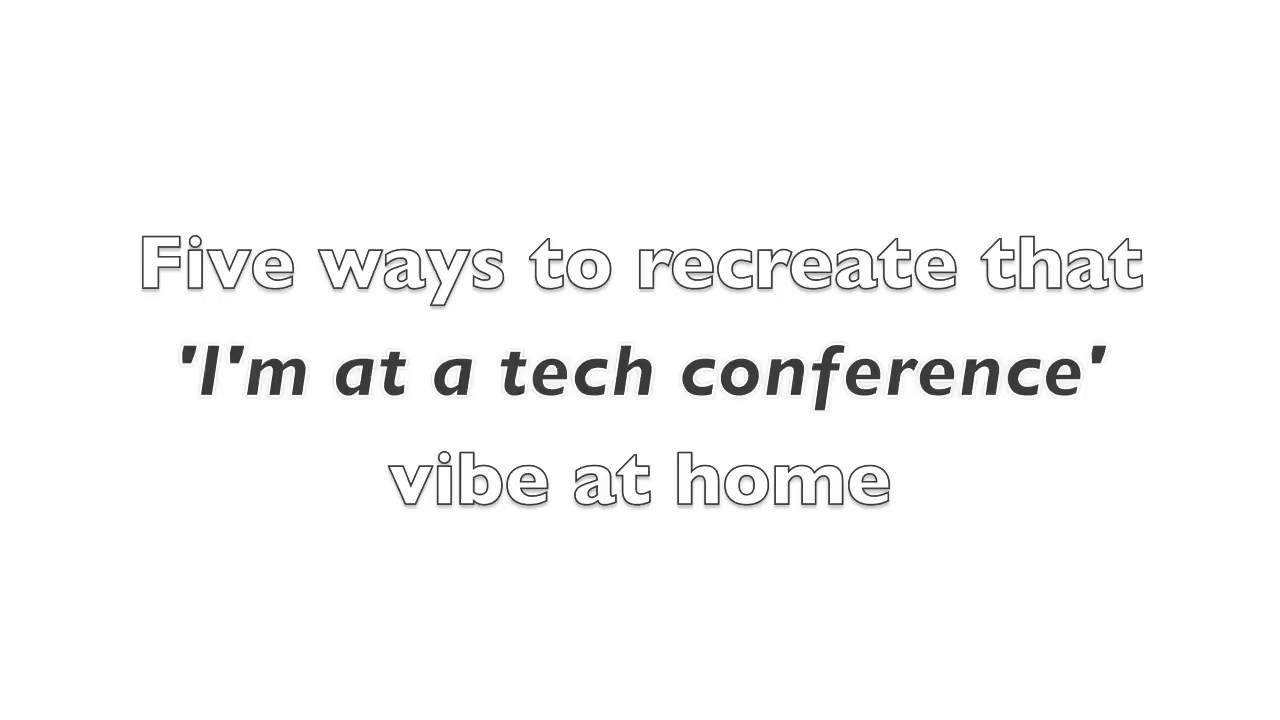 Five ways to recreate that
'I'm at a tech conference'
vibe at home